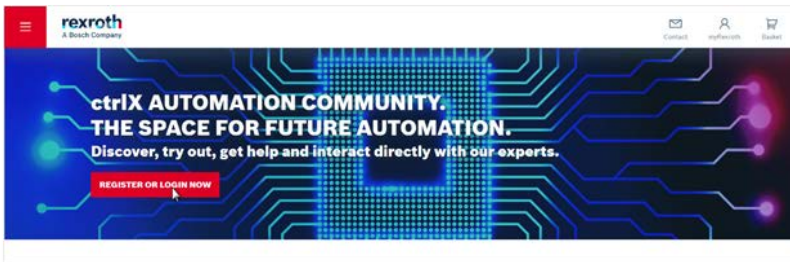 rexroth
A Bosch Company
Contact
myRexroth
Basket
ctrlX AUTOMATION COMMUNITY.
THE SPACE FOR FUTURE AUTOMATION.
Discover, try out, get help and interact directly with our experts.
REGISTER OR LOGIN NOW